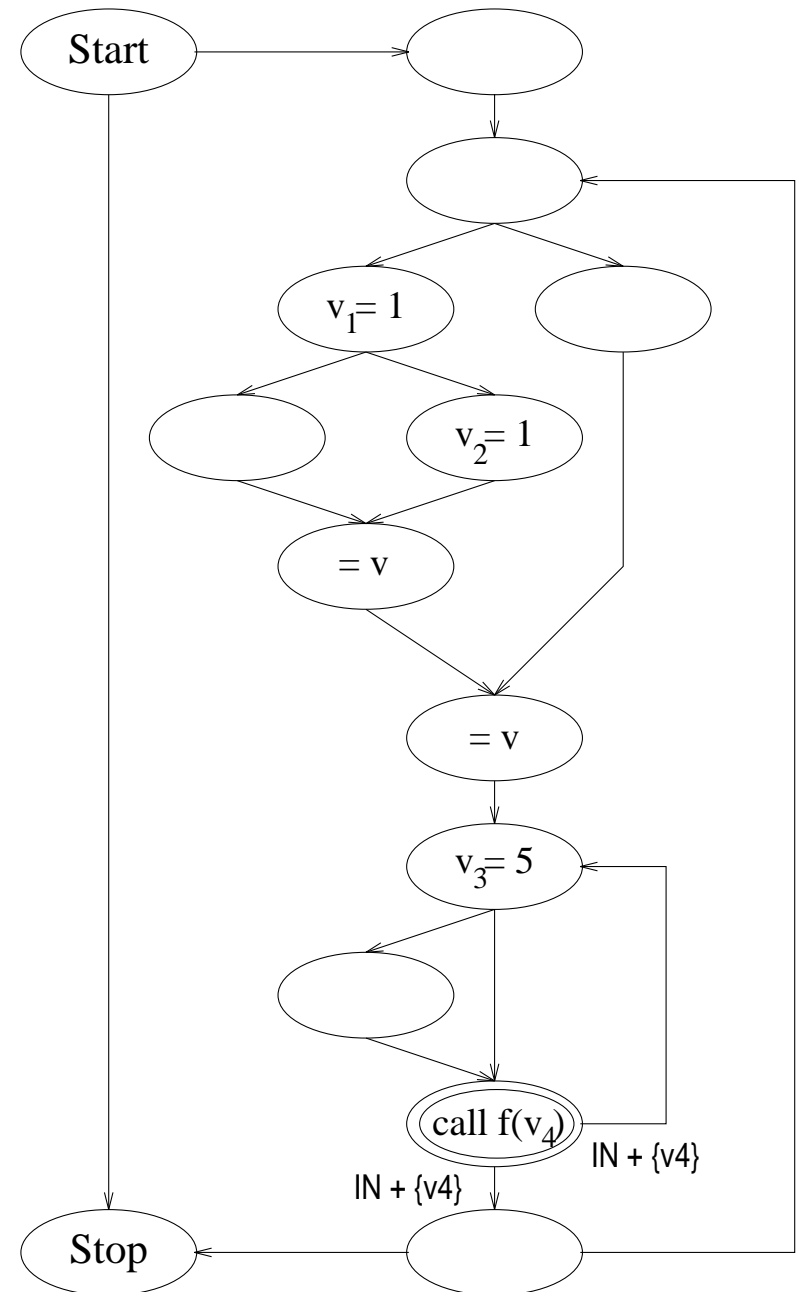 Start
v₁= 1
v₂= 1
= v
= v
v₃= 5
call f(v₄)
IN + {v4}
IN + {v4}
Stop